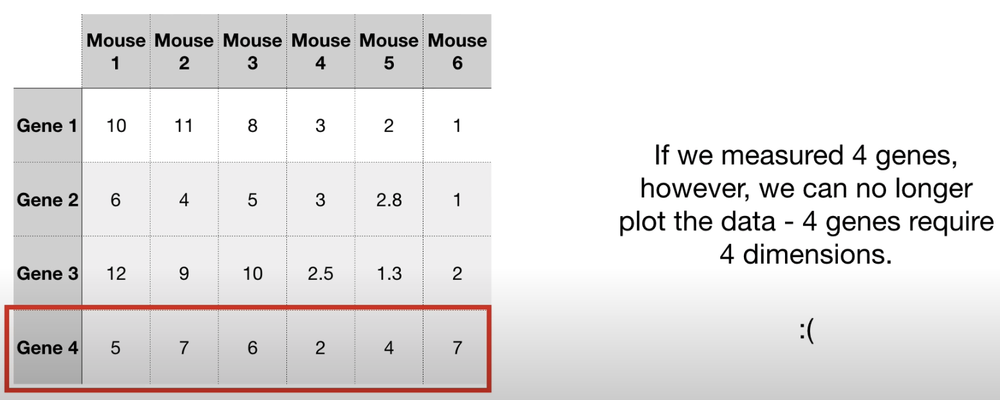 Mouse 1 Mouse 2 Mouse 3 Mouse 4 Mouse 5 Mouse 6
Gene 1 10 11 8 3 2 1
Gene 2 6 4 5 3 2.8 1
Gene 3 12 9 10 2.5 1.3 2
Gene 4 5 7 6 2 4 7
If we measured 4 genes,
however, we can no longer
plot the data - 4 genes require
4 dimensions.
:(